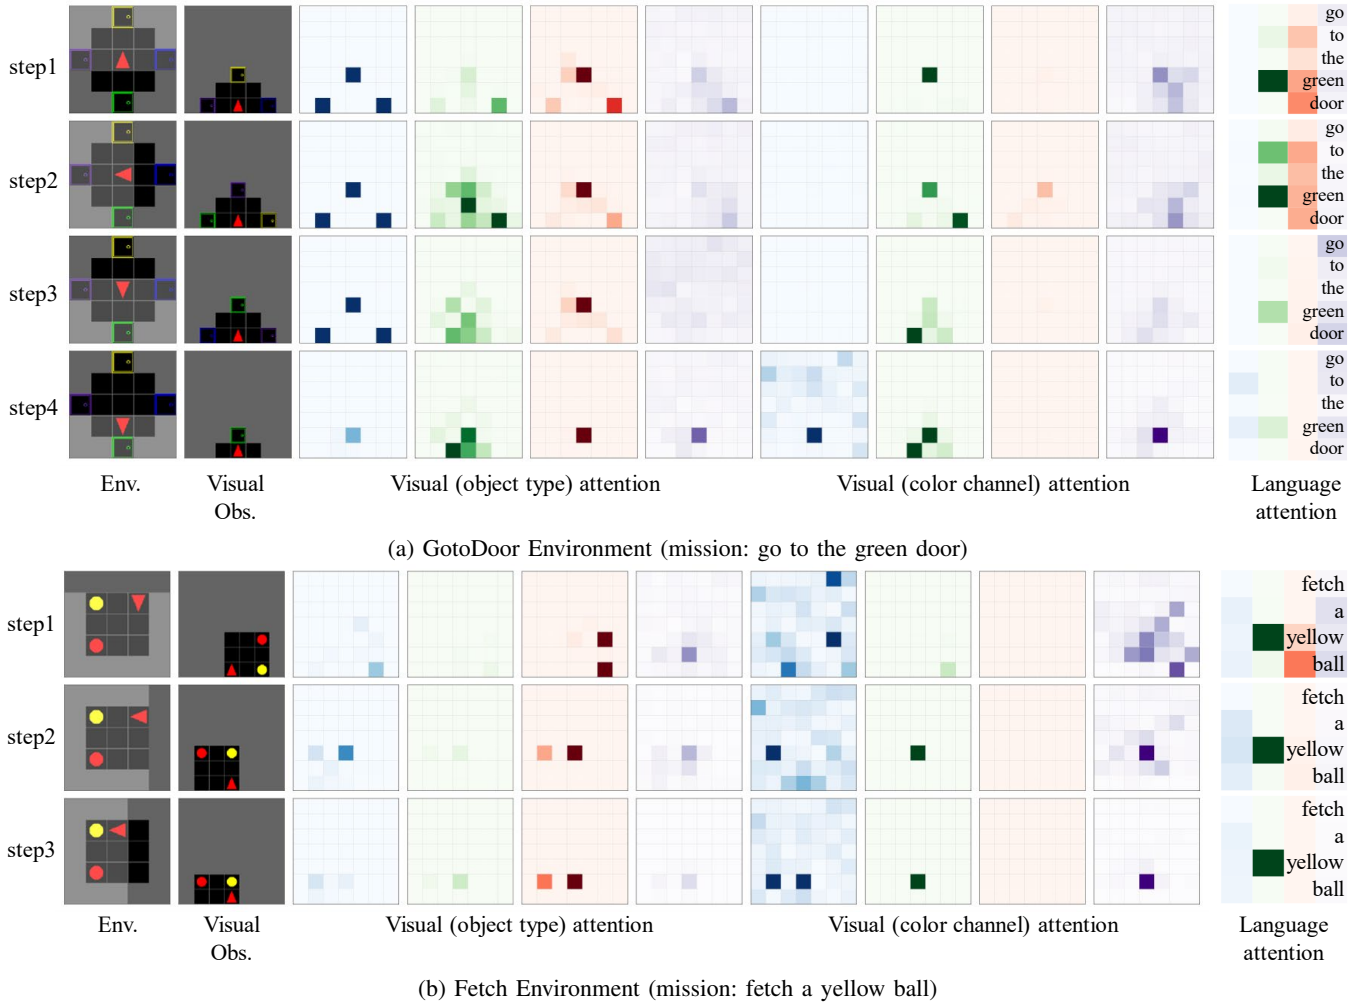 step1
go
to
the
green
door
step2
go
to
the
green
door
step3
go
to
the
green
door
step4
go
to
the
green
door
Env.
Visual
Obs.
Visual (object type) attention
Visual (color channel) attention
Language
attention
(a) GotoDoor Environment (mission: go to the green door)
step1
fetch
a
yellow
ball
step2
fetch
a
yellow
ball
step3
fetch
a
yellow
ball
Env.
Visual
Obs.
Visual (object type) attention
Visual (color channel) attention
Language
attention
(b) Fetch Environment (mission: fetch a yellow ball)